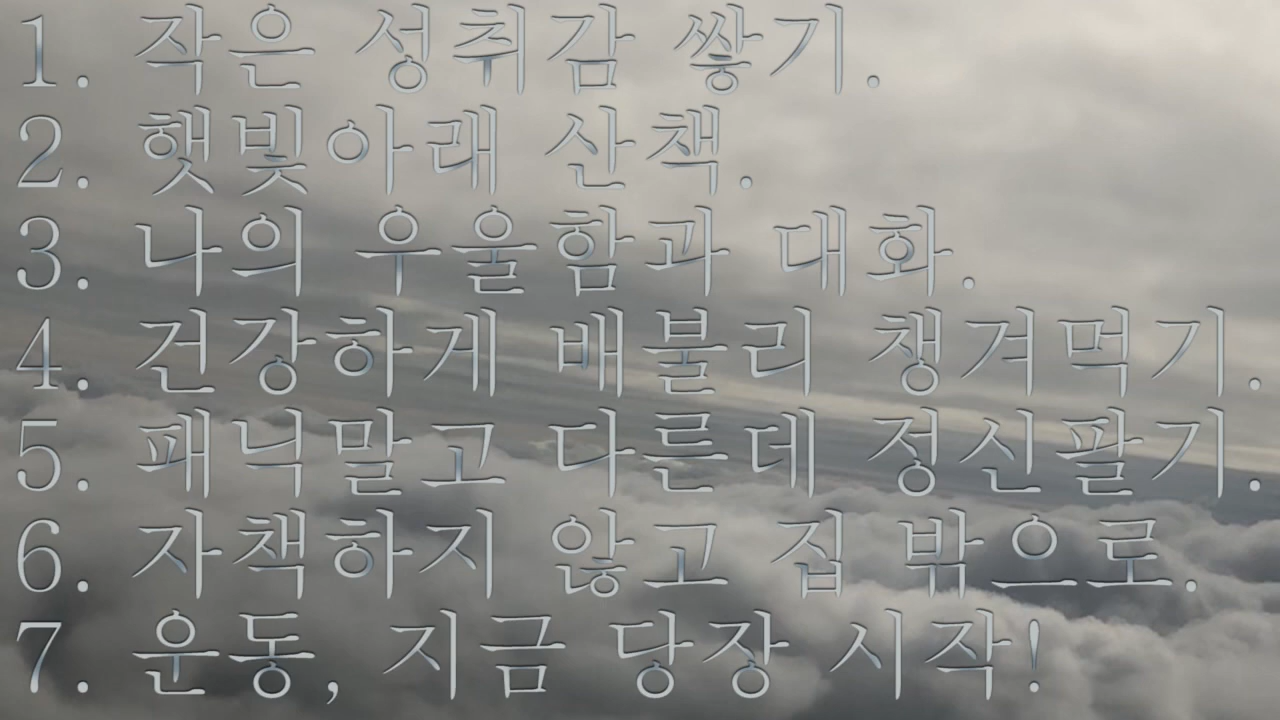 1. 작은 성취감 쌓기.
2. 햇빛아래 산책.
3. 나의 우울함과 대화.
4. 건강하게 배불리 챙겨먹기.
5. 패닉말고 다른데 정신팔기.
6. 자책하지 않고 집 밖으로.
7. 운동, 지금 당장 시작!